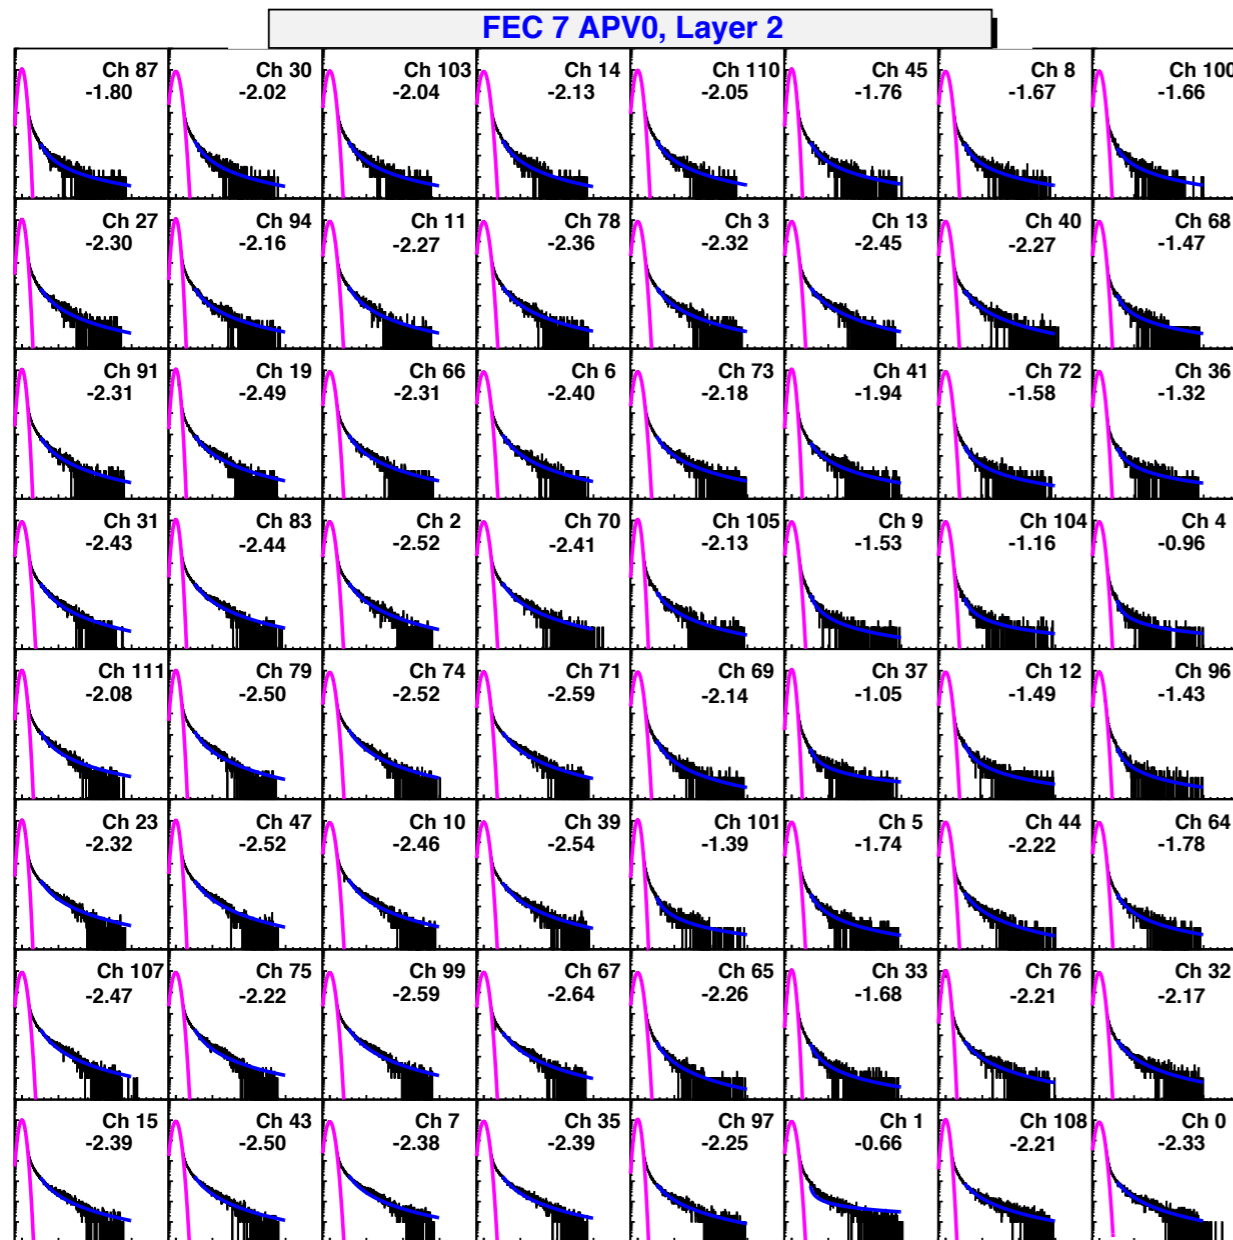 FEC 7 APV0, Layer 2
Ch 87 Ch 30 Ch 103 Ch 14 Ch 110 Ch 45 Ch 8 Ch 100
-1.80 -2.02 -2.04 -2.13 -2.05 -1.76 -1.67 -1.66
Ch 27 Ch 94 Ch 11 Ch 78 Ch 3 Ch 13 Ch 40 Ch 68
-2.30 -2.16 -2.27 -2.36 -2.32 -2.45 -2.27 -1.47
Ch 91 Ch 19 Ch 66 Ch 6 Ch 73 Ch 41 Ch 72 Ch 36
-2.31 -2.49 -2.31 -2.40 -2.18 -1.94 -1.58 -1.32
Ch 31 Ch 83 Ch 2 Ch 70 Ch 105 Ch 9 Ch 104 Ch 4
-2.43 -2.44 -2.52 -2.41 -2.13 -1.53 -1.16 -0.96
Ch 111 Ch 79 Ch 74 Ch 71 Ch 69 Ch 37 Ch 12 Ch 96
-2.08 -2.50 -2.52 -2.59 -2.14 -1.05 -1.49 -1.43
Ch 23 Ch 47 Ch 10 Ch 39 Ch 101 Ch 5 Ch 44 Ch 64
-2.32 -2.52 -2.46 -2.54 -1.39 -1.74 -2.22 -1.78
Ch 107 Ch 75 Ch 99 Ch 67 Ch 65 Ch 33 Ch 76 Ch 32
-2.47 -2.22 -2.59 -2.64 -2.26 -1.68 -2.21 -2.17
Ch 15 Ch 43 Ch 7 Ch 35 Ch 97 Ch 1 Ch 108 Ch 0
-2.39 -2.50 -2.38 -2.39 -2.25 -0.66 -2.21 -2.33